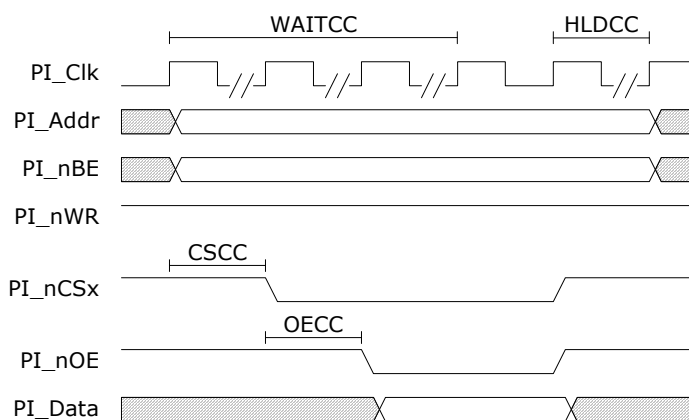 WAITCC HLDCC
PI_Clk
PI_Addr
PI_nBE
PI_nWR
CSCC
PI_nCSx
OECC
PI_nOE
PI_Data